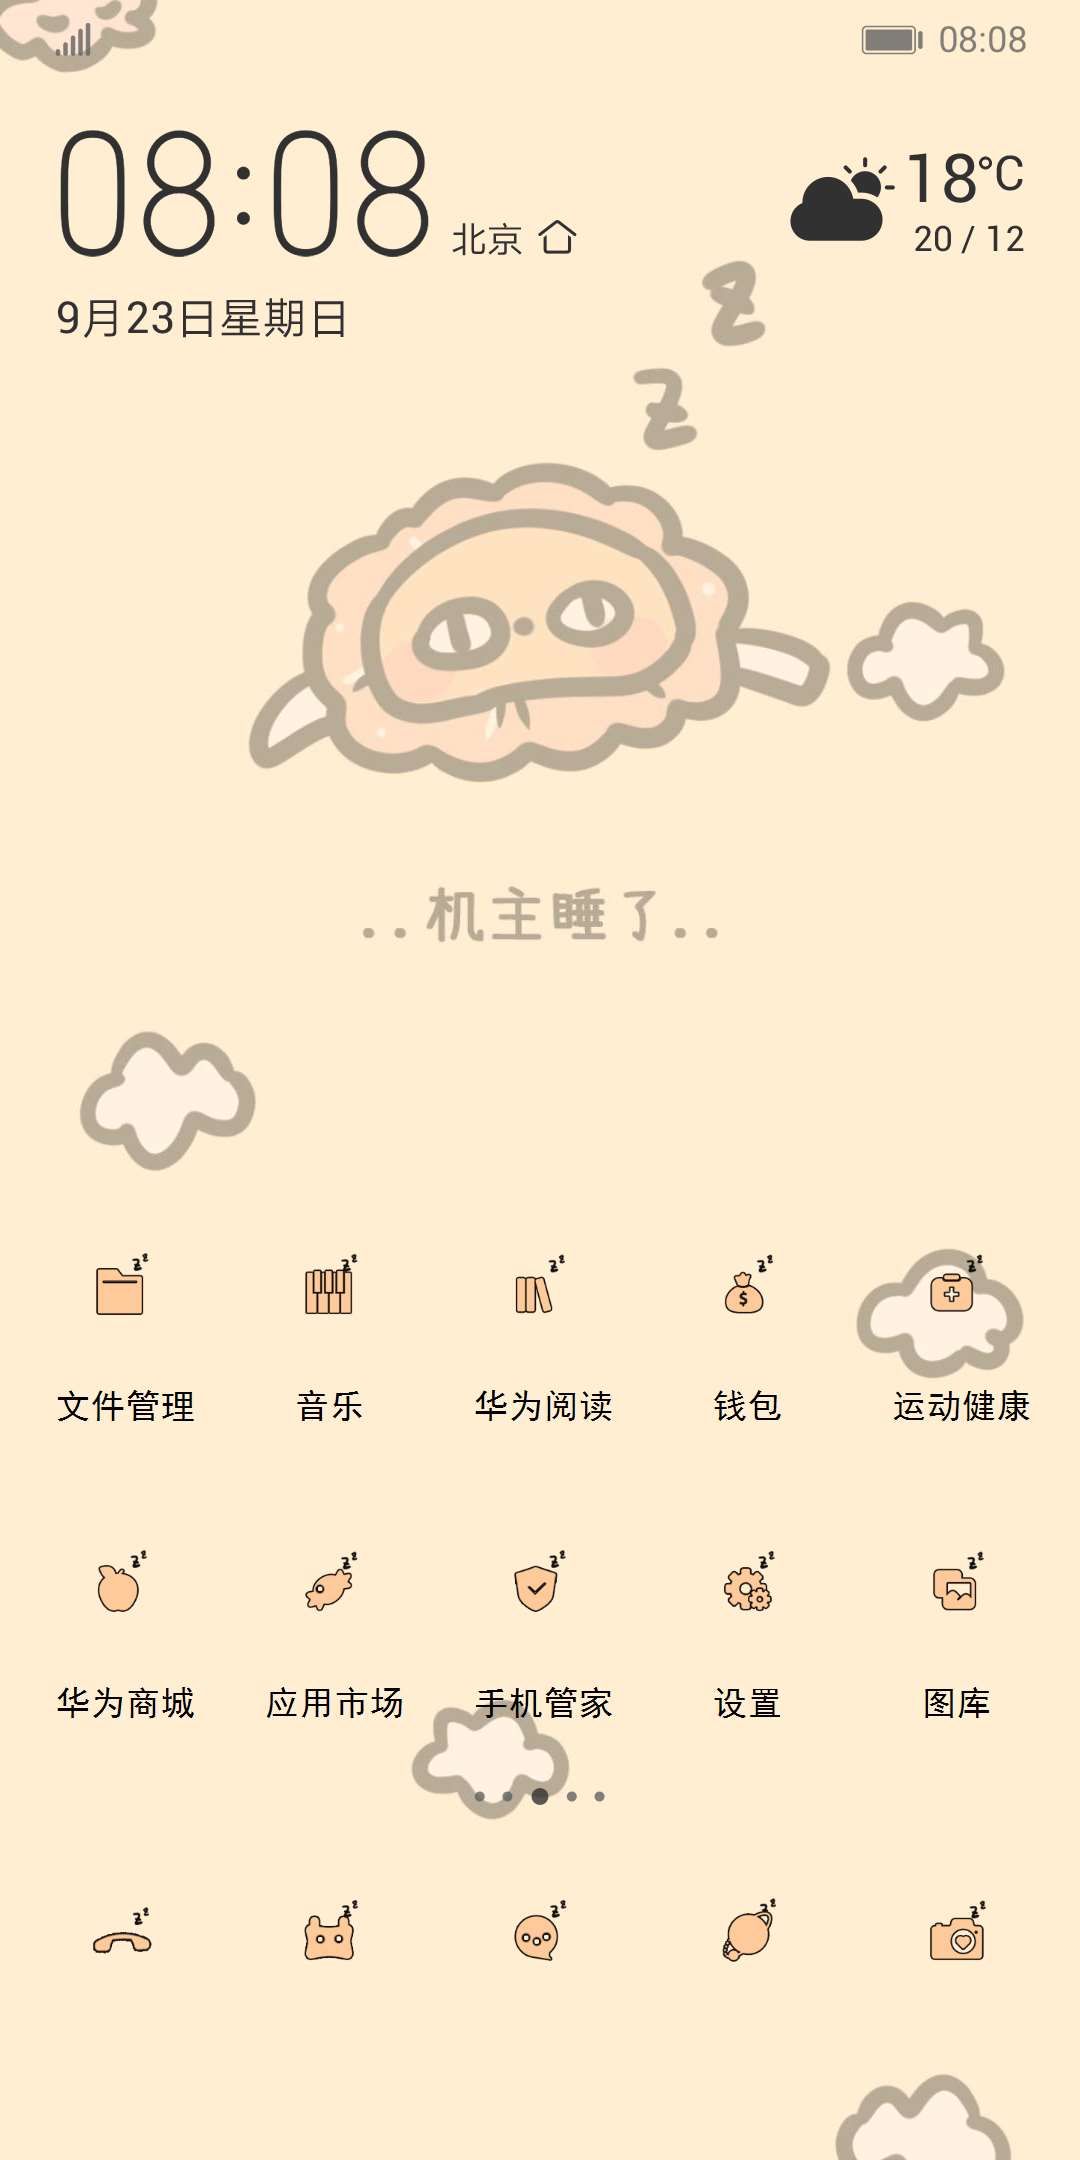 08:08
08:08
北京
18°C
20 / 12
9月23日星期日
z
z
..机主睡了..
文件管理 音乐 华为阅读 钱包 运动健康
华为商城 应用市场 手机管家 设置 图库